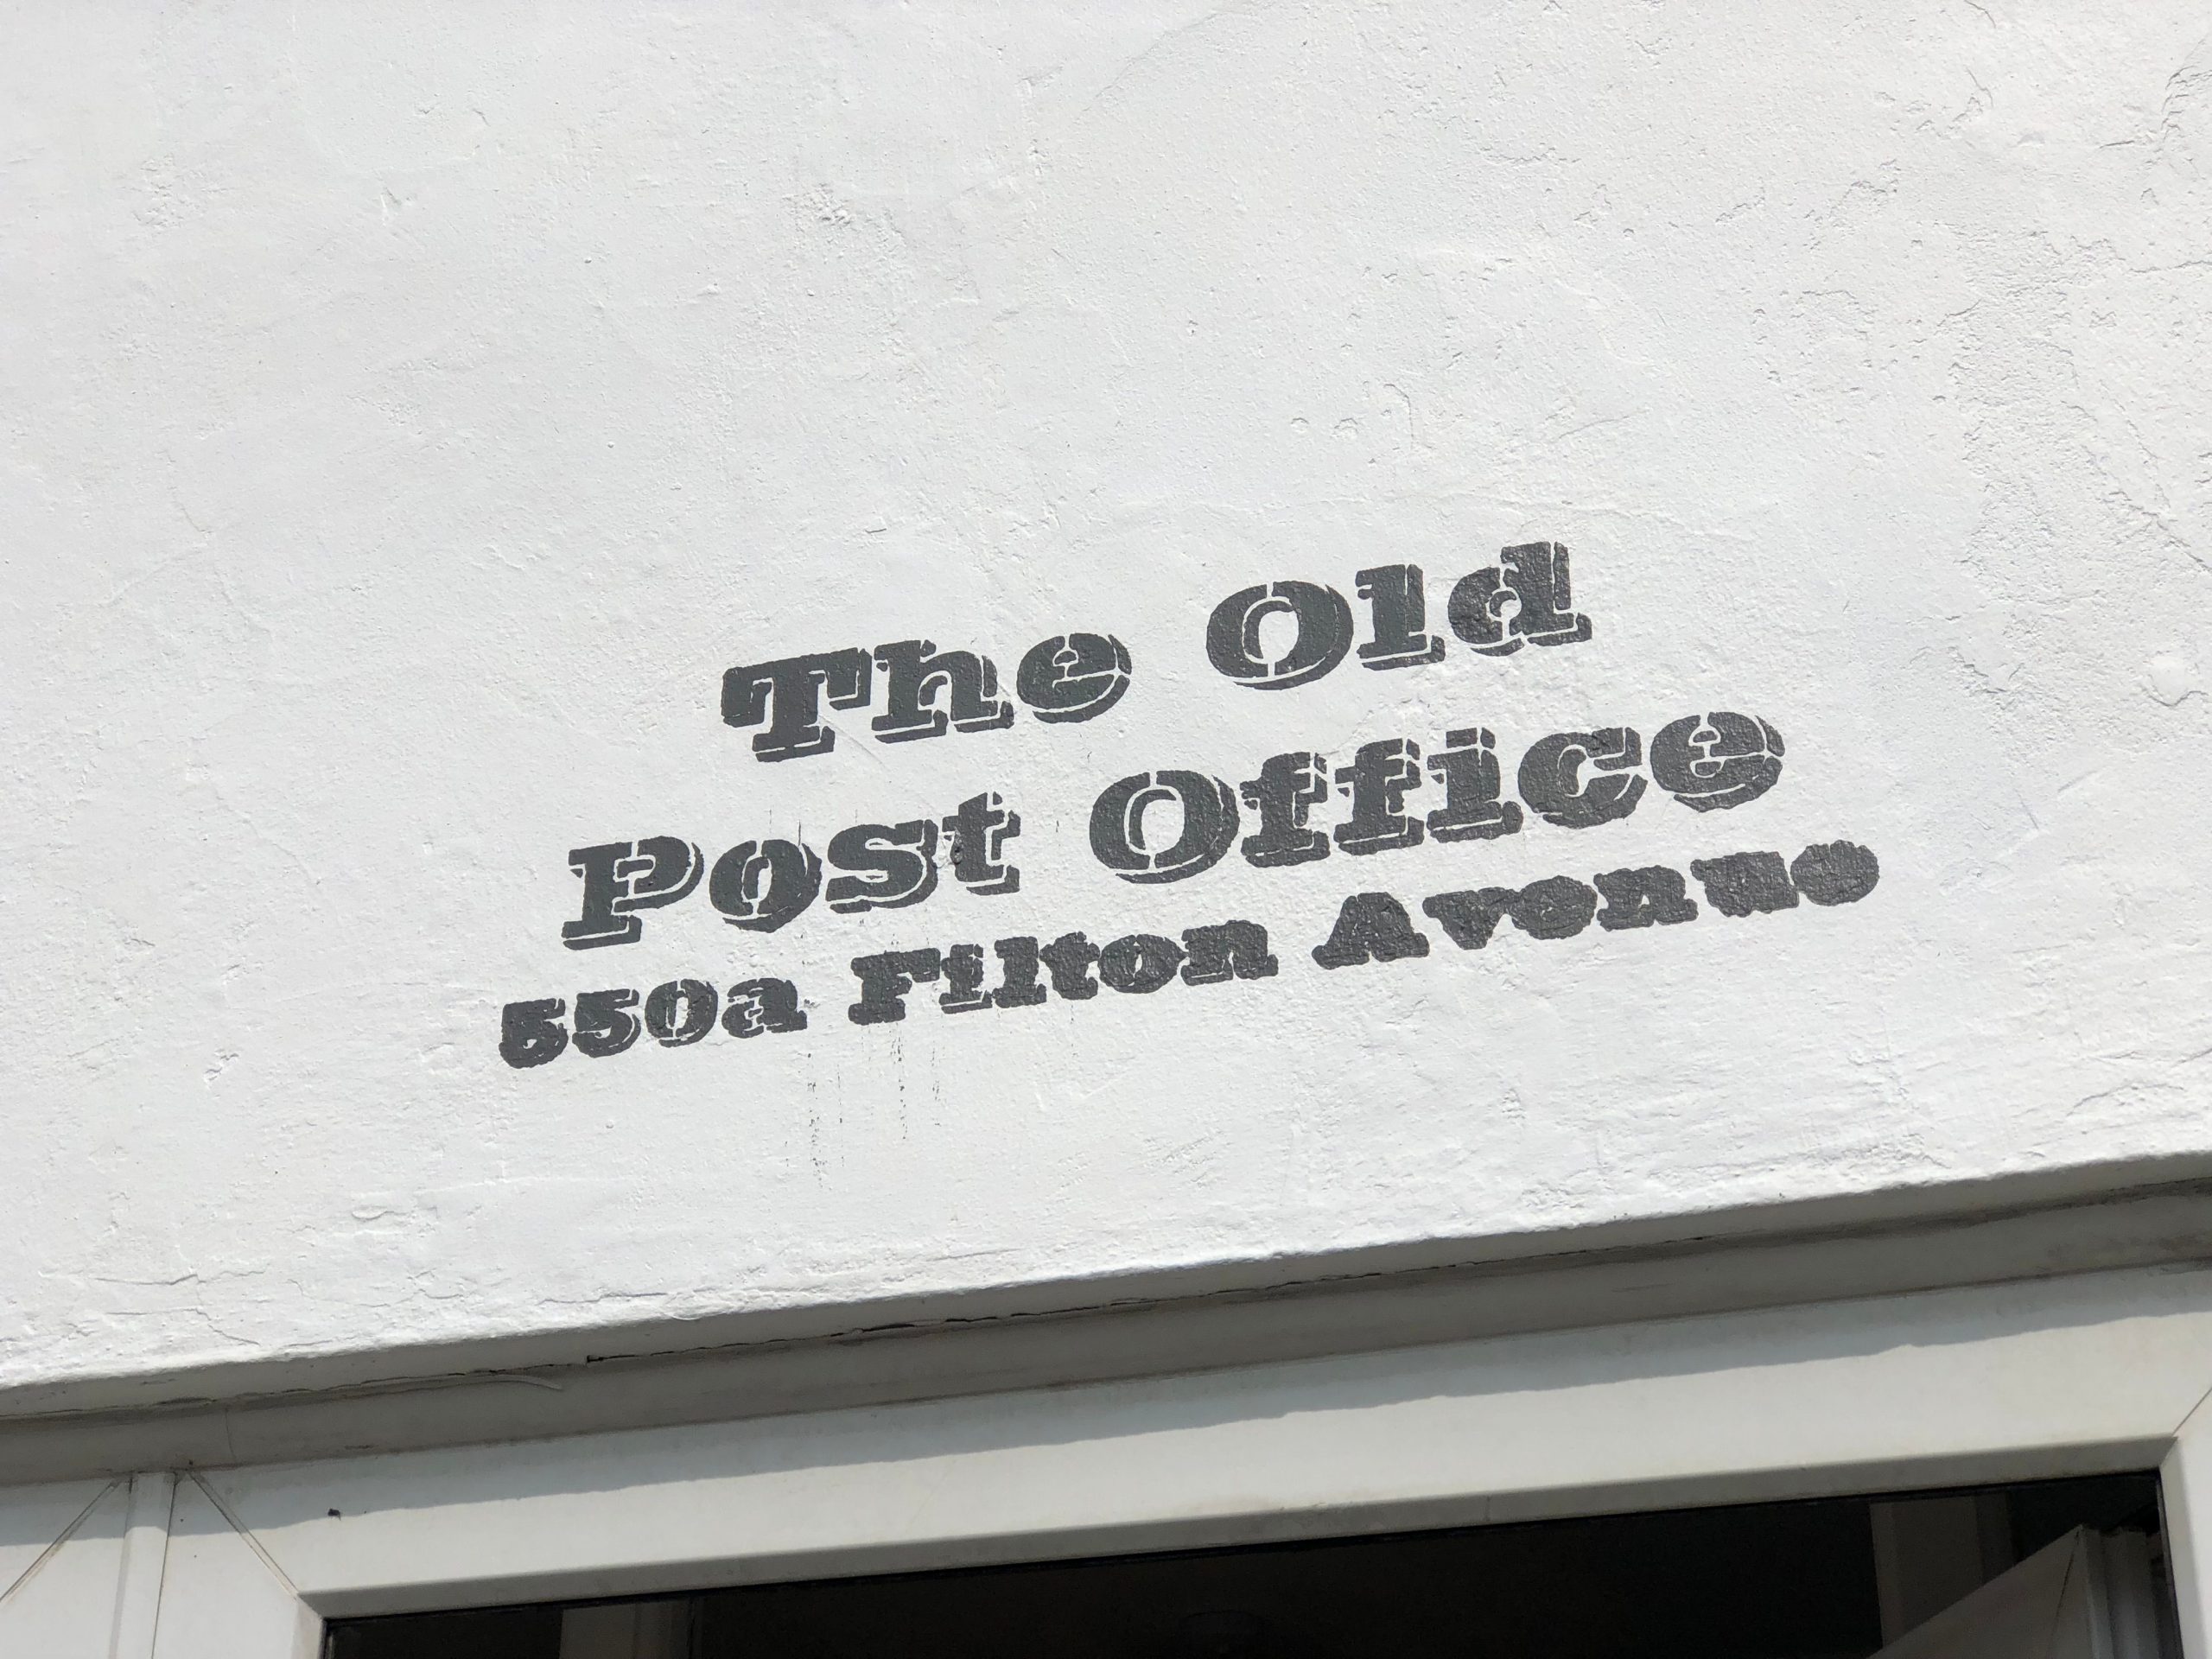 The Old
Post Office
550a Filton Avenue